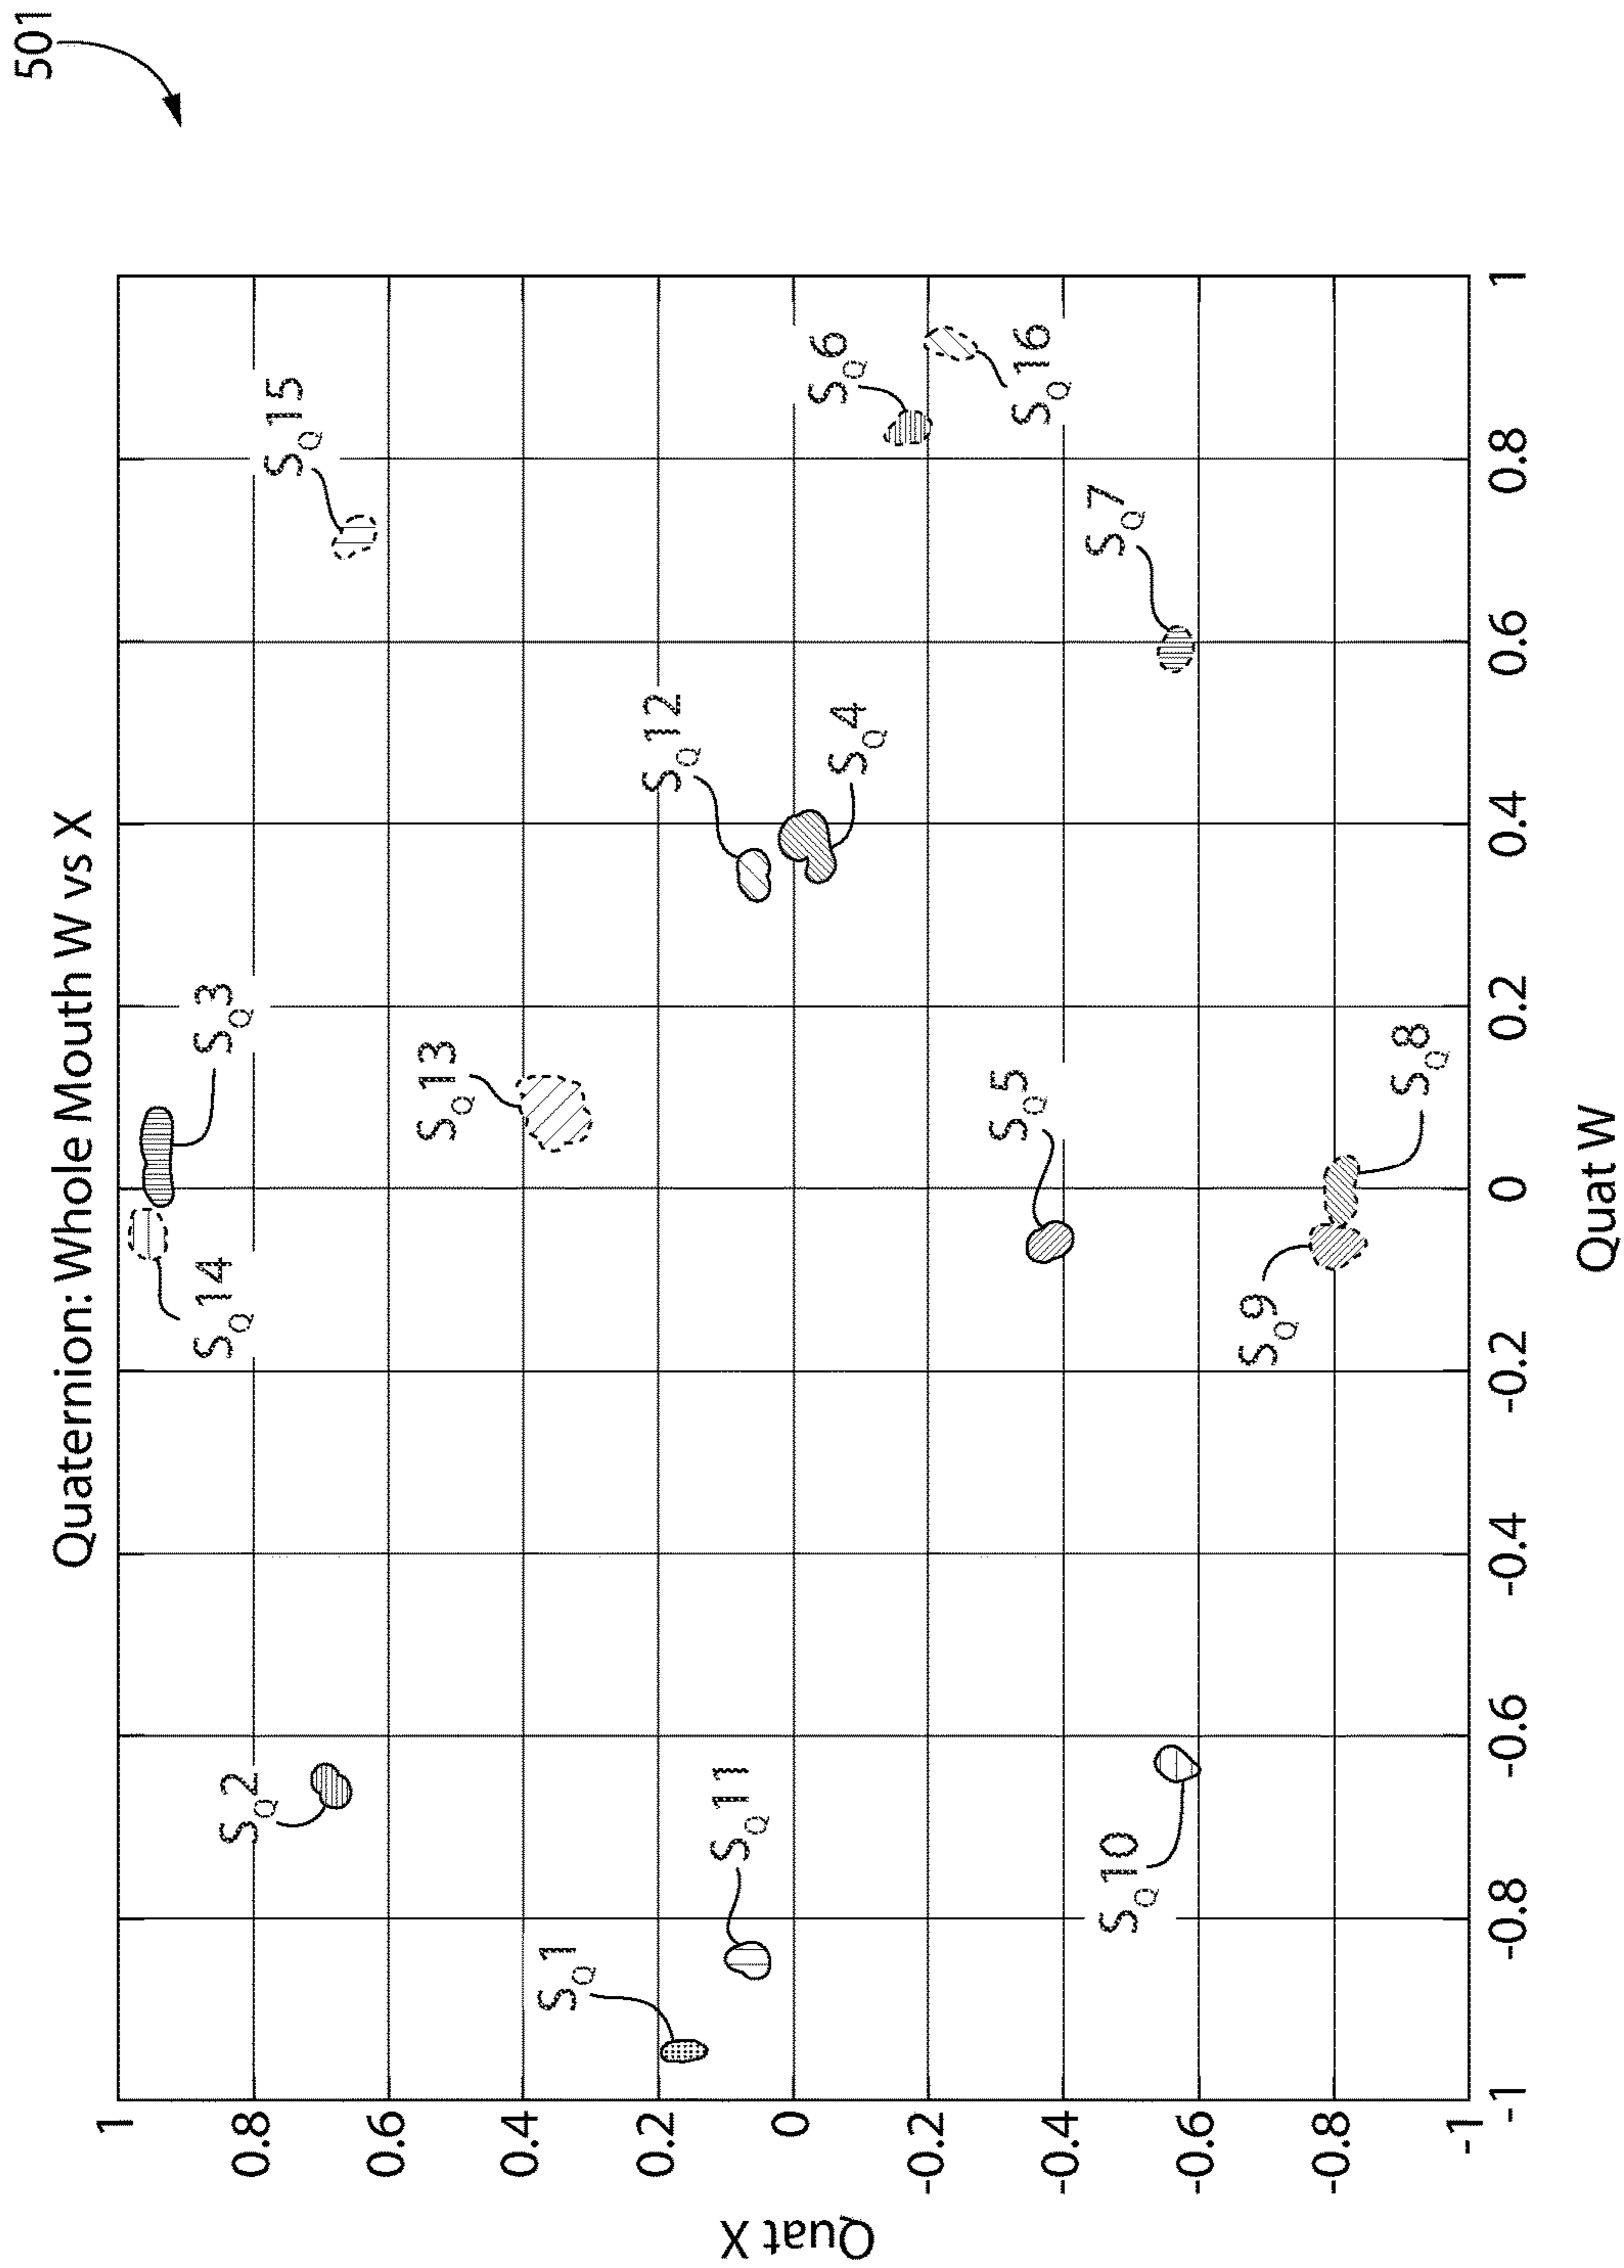 501
Quaternion: Whole Mouth W vs X
Quat X
1
0.8
0.6
0.4
0.2
0
-0.2
-0.4
-0.6
-0.8
-1
SQ14
SQ3
SQ15
SQ2
SQ13
SQ1
SQ11
SQ12
SQ4
SQ6
SQ16
SQ5
SQ7
SQ10
SQ9
SQ8
-1
-0.8
-0.6
-0.4
-0.2
0
0.2
0.4
0.6
0.8
1
Quat W